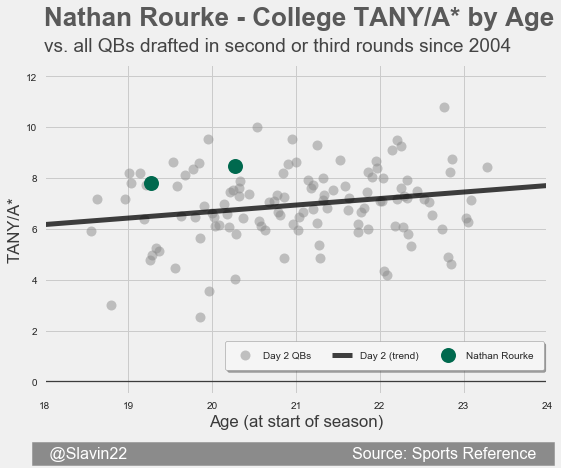 Nathan Rourke - College TANY/A* by Age
vs. all QBs drafted in second or third rounds since 2004
12
10
8
6
4
2
0
TANY/A*
Day 2 QBs
Day 2 (trend)
Nathan Rourke
18 19 20 21 22 23 24
Age (at start of season)
@Slavin22
Source: Sports Reference